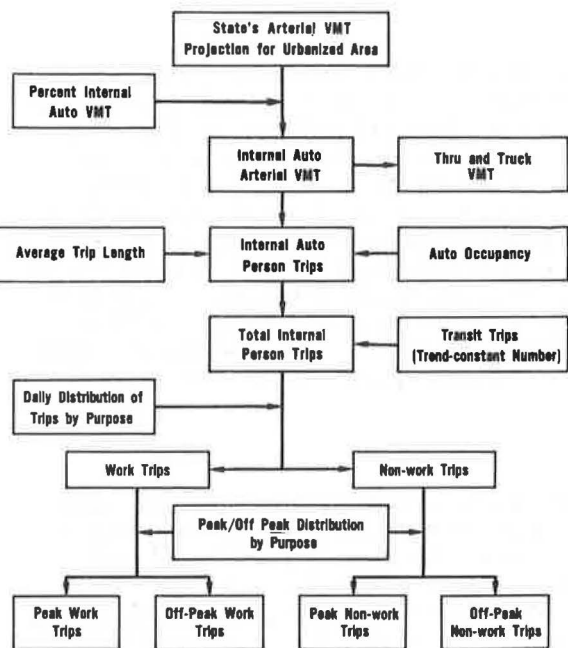 State's Arterial VMT
Projection for Urbanized Area
Percent Internal
Auto VMT
Internal Auto
Arterial VMT
Thru and Truck
VMT
Average Trip Length
Internal Auto
Person Trips
Auto Occupancy
Total Internal
Person Trips
Transit Trips
(Trend-constant Number)
Daily Distribution of
Trips by Purpose
Work Trips
Non-work Trips
Peak/Off Peak Distribution
by Purpose
Peak Work
Trips
Off-Peak Work
Trips
Peak Non-work
Trips
Off-Peak
Non-work Trips